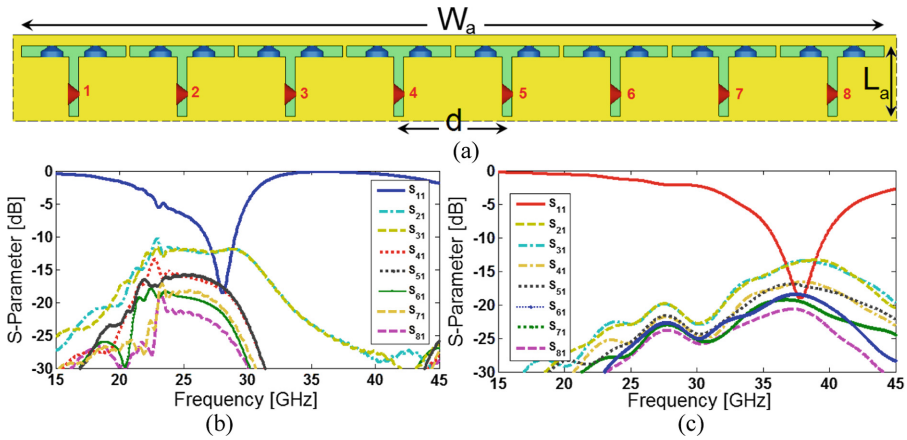 Wa
1 2 3 4 5 6 7 8
La
d
(a)
S-Parameter [dB]
0
-5
-10
-15
-20
-25
-30
15 20 25 30 35 40 45
Frequency [GHz]
S11
S21
S31
S41
S51
S61
S71
S81
(b)
S-Parameter [dB]
0
-5
-10
-15
-20
-25
-30
15 20 25 30 35 40 45
Frequency [GHz]
S11
S21
S31
S41
S51
S61
S71
S81
(c)